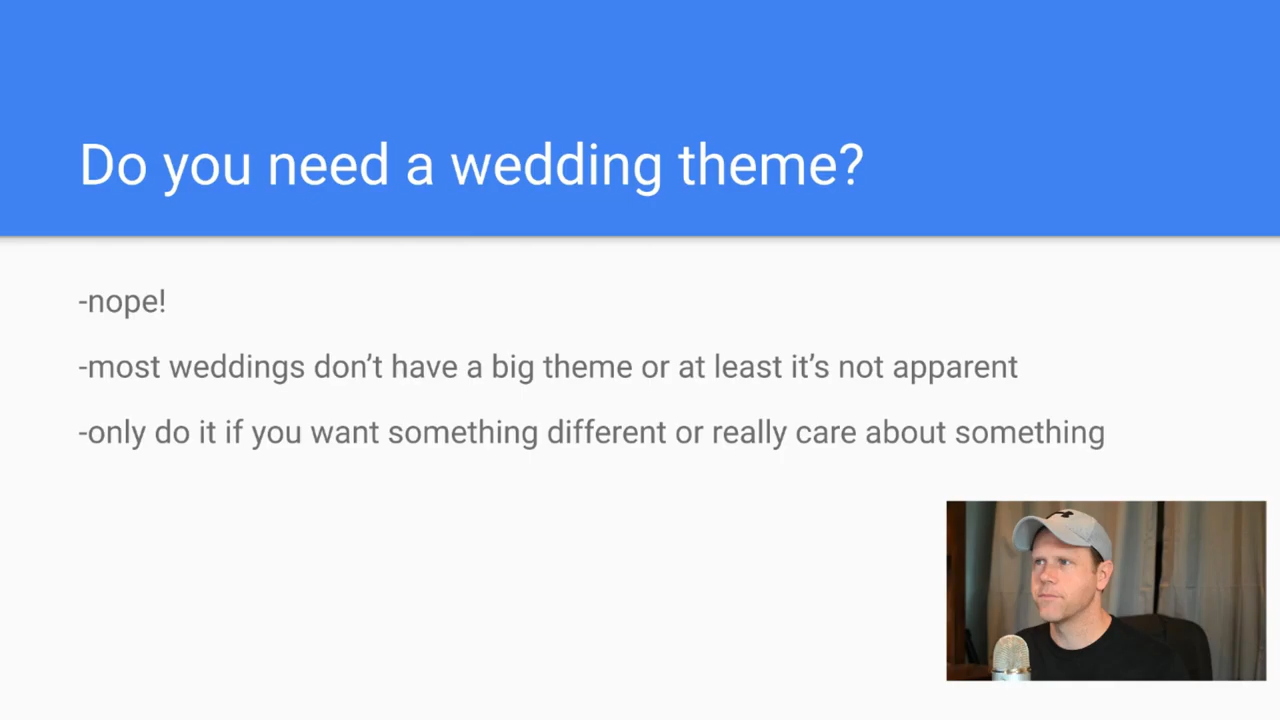 Do you need a wedding theme?
-nope!
-most weddings don’t have a big theme or at least it’s not apparent
-only do it if you want something different or really care about something